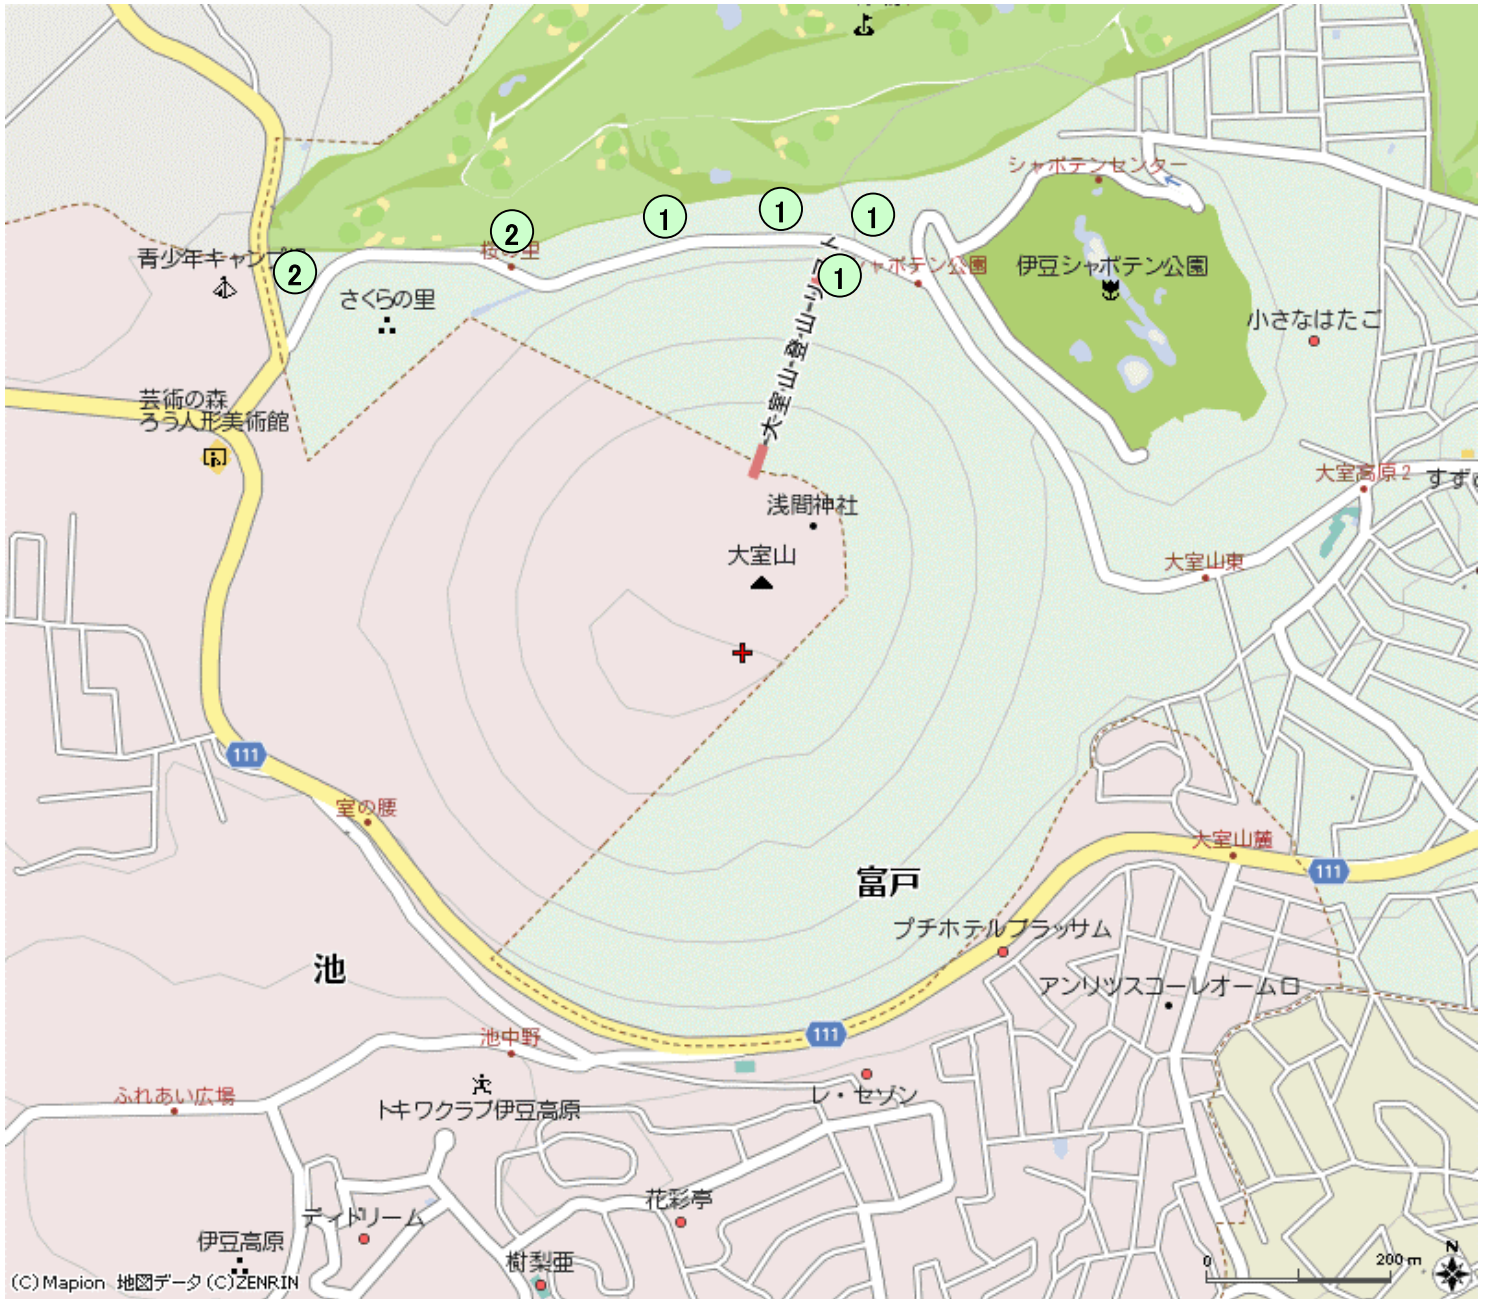 シャボテンセンター
1
1
1
2
桜の里
青少年キャンプ
2
シャボテン公園
1
伊豆シャボテン公園
さくらの里
小さなはたご
大室山登山リフト
芸術の森
ろう人形美術館
大室高原2
すずの
浅間神社
大室山
大室山東
111
室の腰
大室山麓
111
富戸
プチホテルブラッサム
池
アンリツスコーレオームロ
111
池中野
レ・セゾン
ふれあい広場
トキワクラブ伊豆高原
花彩亭
デイドリーム
伊豆高原
樹梨亜
N
0
200m
(C)Mapion 地図データ(C)ZENRIN